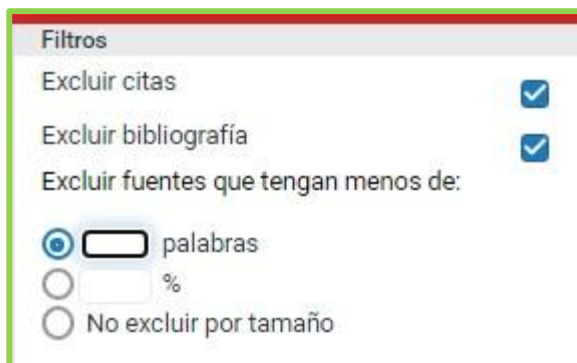 Filtros
Excluir citas
Excluir bibliografía
Excluir fuentes que tengan menos de:
palabras
%
No excluir por tamaño